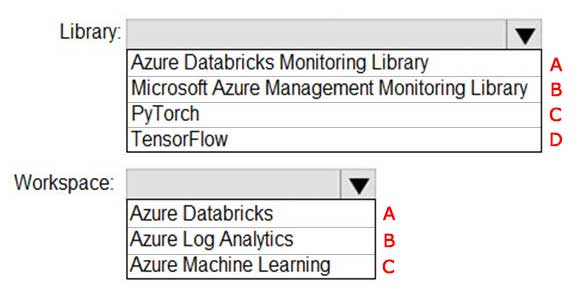 Library:
Azure Databricks Monitoring Library A
Microsoft Azure Management Monitoring Library B
PyTorch C
TensorFlow D
Workspace:
Azure Databricks A
Azure Log Analytics B
Azure Machine Learning C